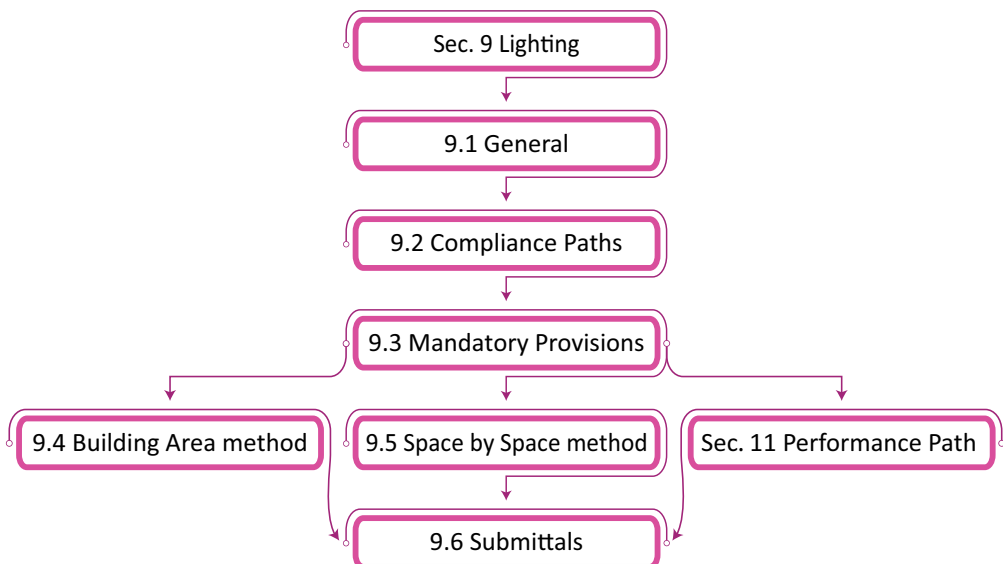 Sec. 9 Lighting
9.1 General
9.2 Compliance Paths
9.3 Mandatory Provisions
9.4 Building Area method
9.5 Space by Space method
Sec. 11 Performance Path
9.6 Submittals